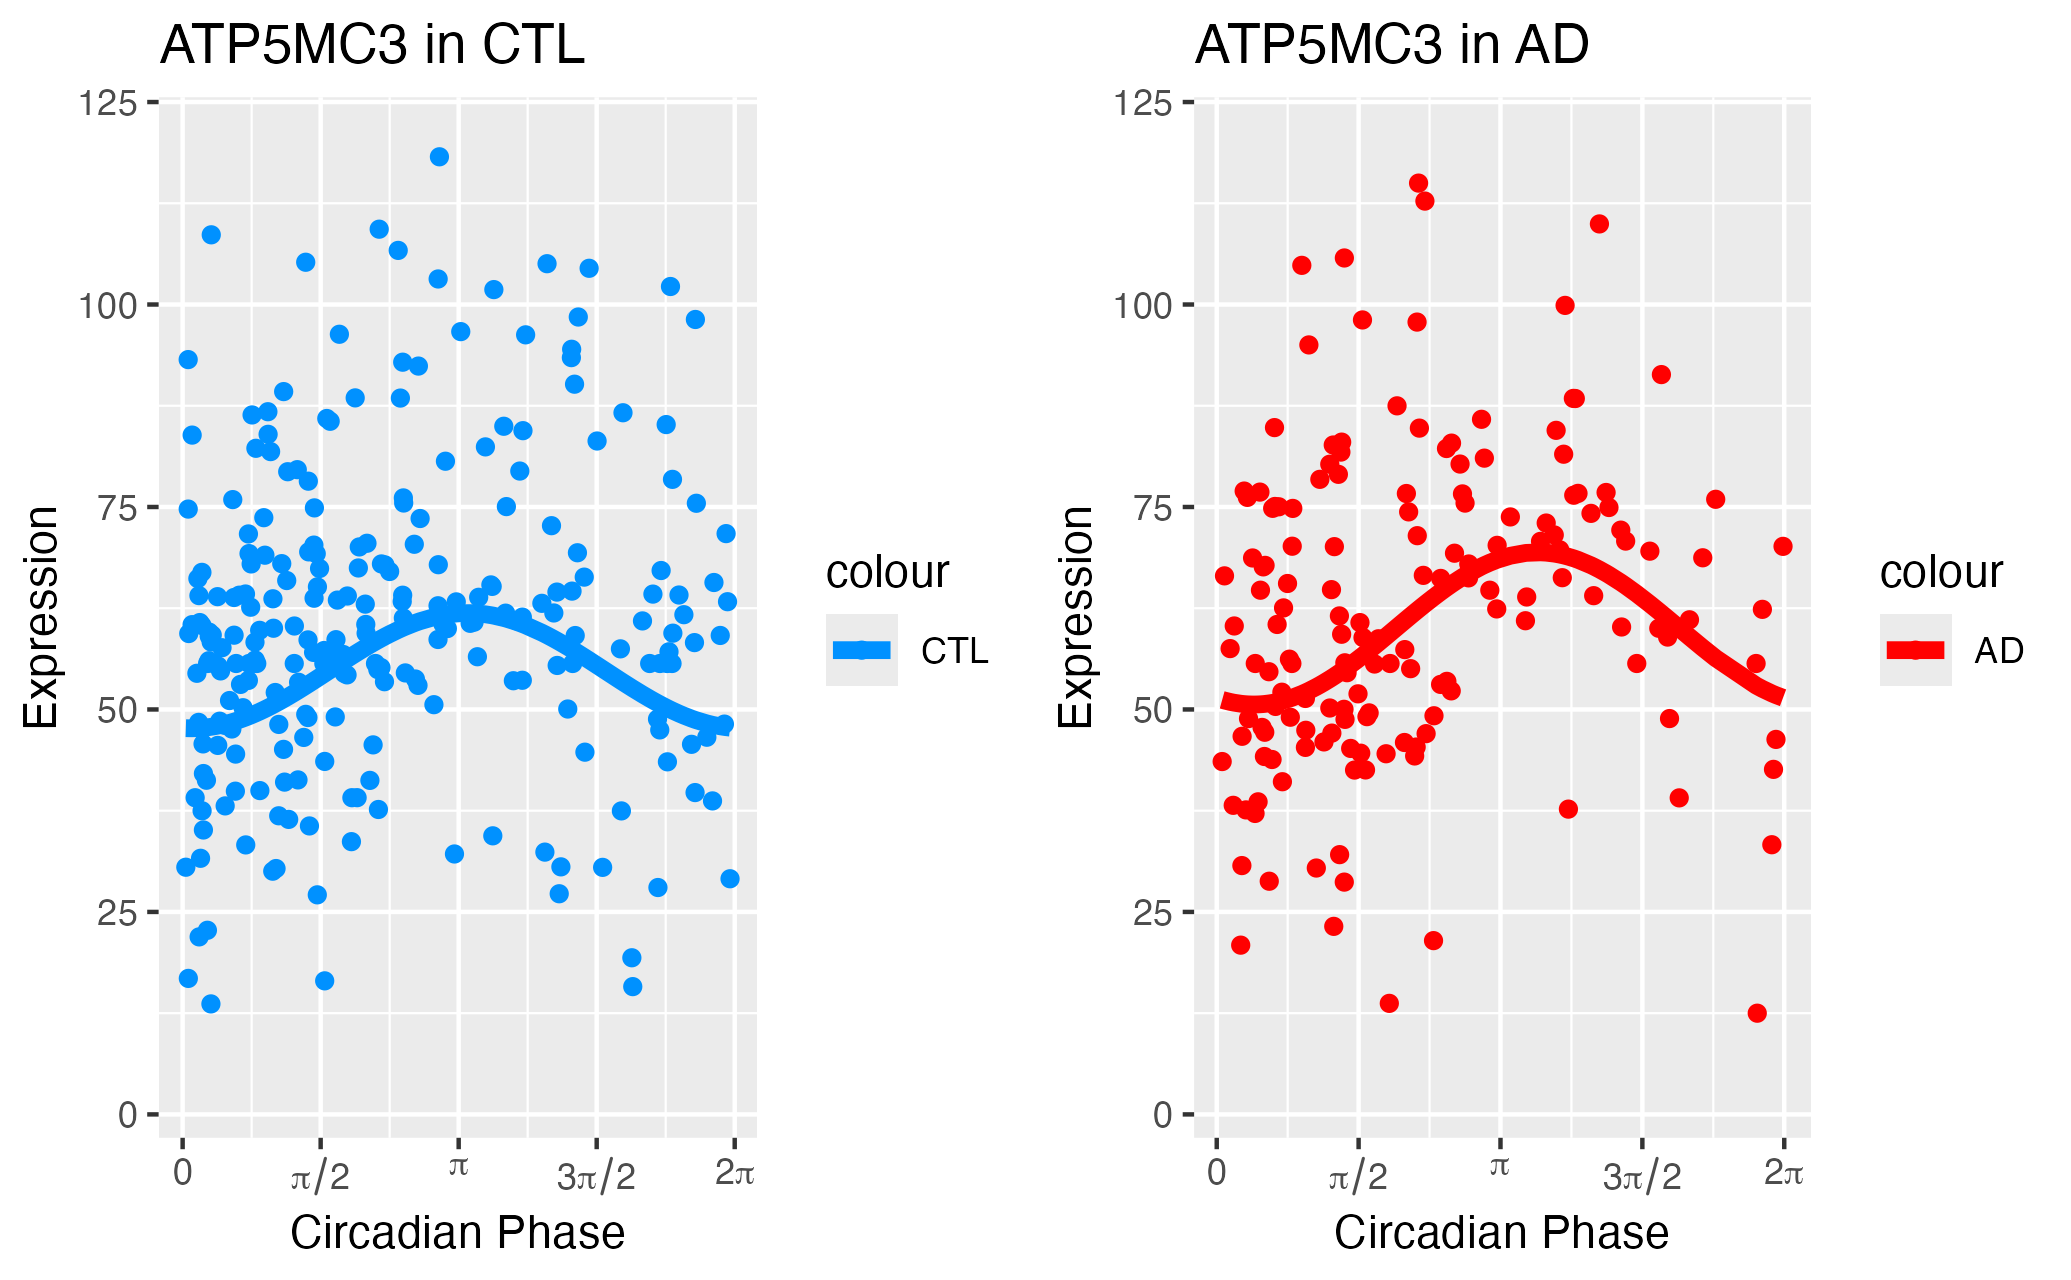 ATP5MC3 in CTL
125
100
75
50
25
0
Expression
0 π/2 π 3π/2 2π
Circadian Phase
colour
CTL
ATP5MC3 in AD
125
100
75
50
25
0
Expression
0 π/2 π 3π/2 2π
Circadian Phase
colour
AD